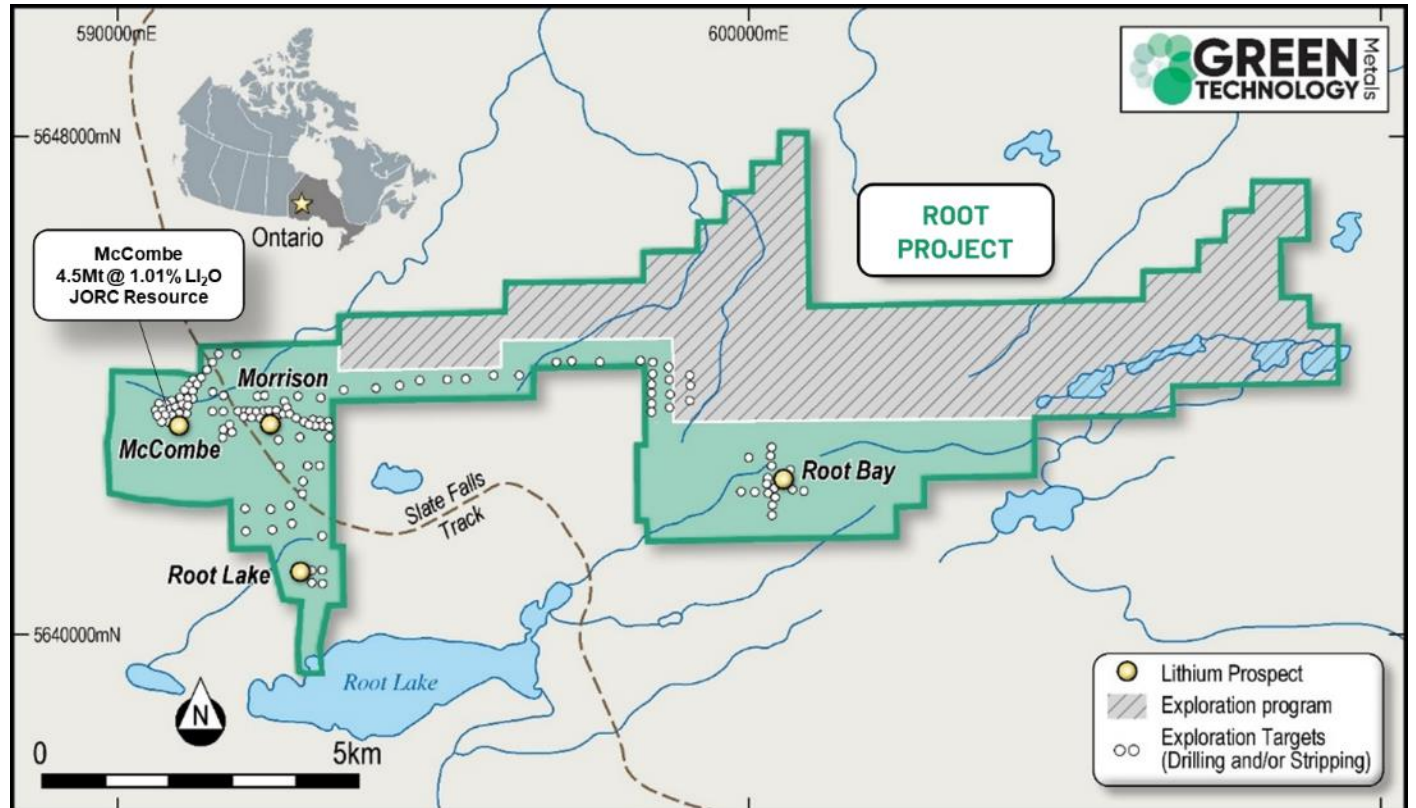 590000mE
600000mE
GREEN
TECHNOLOGY
Metals
5648000mN
Ontario
ROOT
PROJECT
McCombe
4.5Mt @ 1.01% LI₂O
JORC Resource
Morrison
McCombe
Root Bay
Slate Falls
Track
Root Lake
5640000mN
Root Lake
N
0
5km
Lithium Prospect
Exploration program
Exploration Targets
(Drilling and/or Stripping)